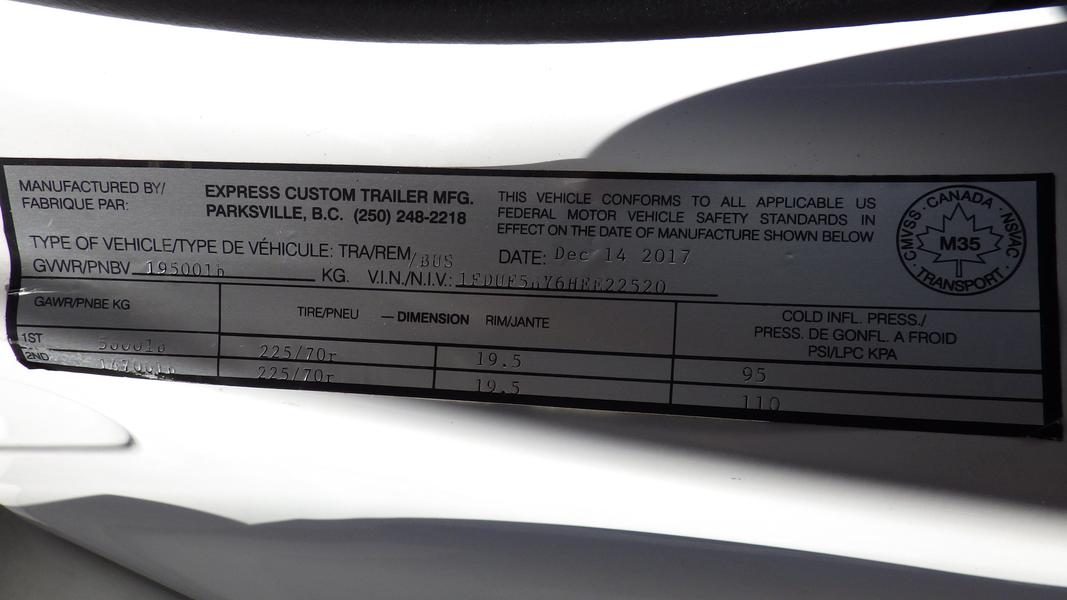 MANUFACTURED BY/
FABRIQUE PAR:
EXPRESS CUSTOM TRAILER MFG.
PARKSVILLE, B.C. (250) 248-2218
THIS VEHICLE CONFORMS TO ALL APPLICABLE US
FEDERAL MOTOR VEHICLE SAFETY STANDARDS IN
EFFECT ON THE DATE OF MANUFACTURE SHOWN BELOW
CMVSS · CANADA · NSVAC
M35
· TRANSPORT ·
TYPE OF VEHICLE/TYPE DE VÉHICULE: TRA/REM/BUS
DATE: Dec 14 2017
GVWR/PNBV 19500lb KG. V.I.N./N.I.V.:
GAWR/PNBE KG
TIRE/PNEU — DIMENSION RIM/JANTE
COLD INFL. PRESS./
PRESS. DE GONFL. A FROID
PSI/LPC KPA
1ST 225/70r 19.5 95
2ND 225/70r 19.5 110